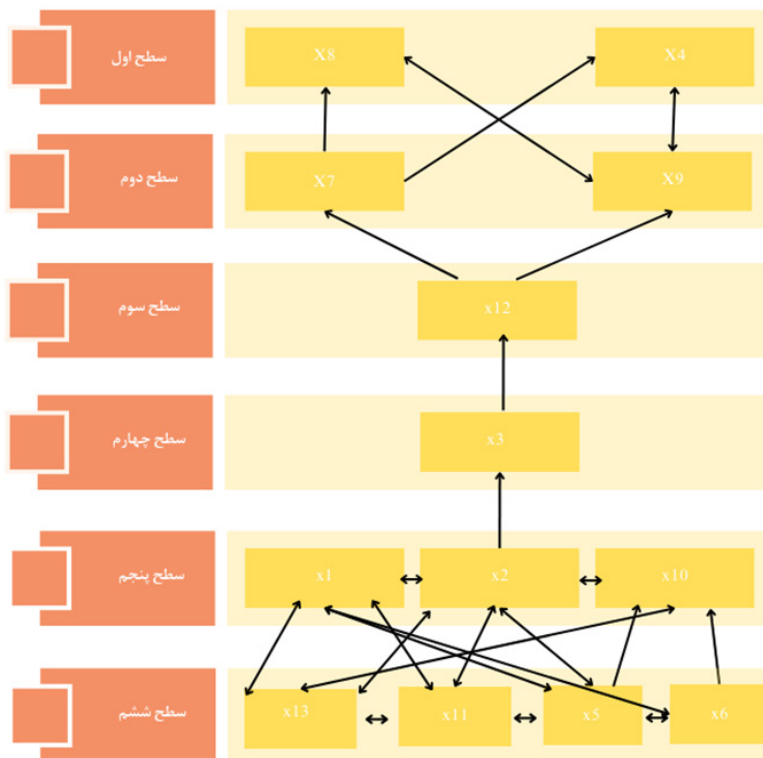 سطح اول
X8
X4
سطح دوم
X7
X9
سطح سوم
x12
سطح چهارم
x3
سطح پنجم
x1
x2
x10
سطح ششم
x13
x11
x5
x6